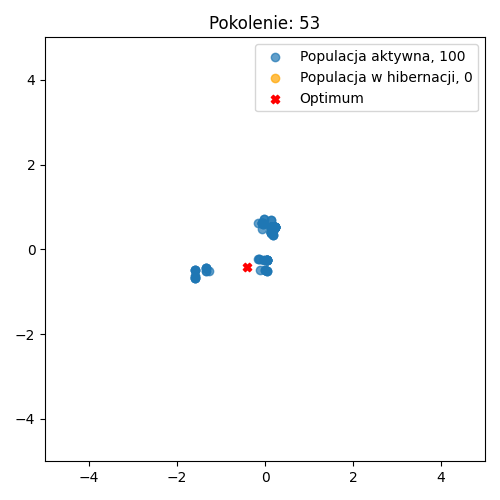 Pokolenie: 53
Populacja aktywna, 100
Populacja w hibernacji, 0
Optimum
4
2
0
−2
−4
−4 −2 0 2 4